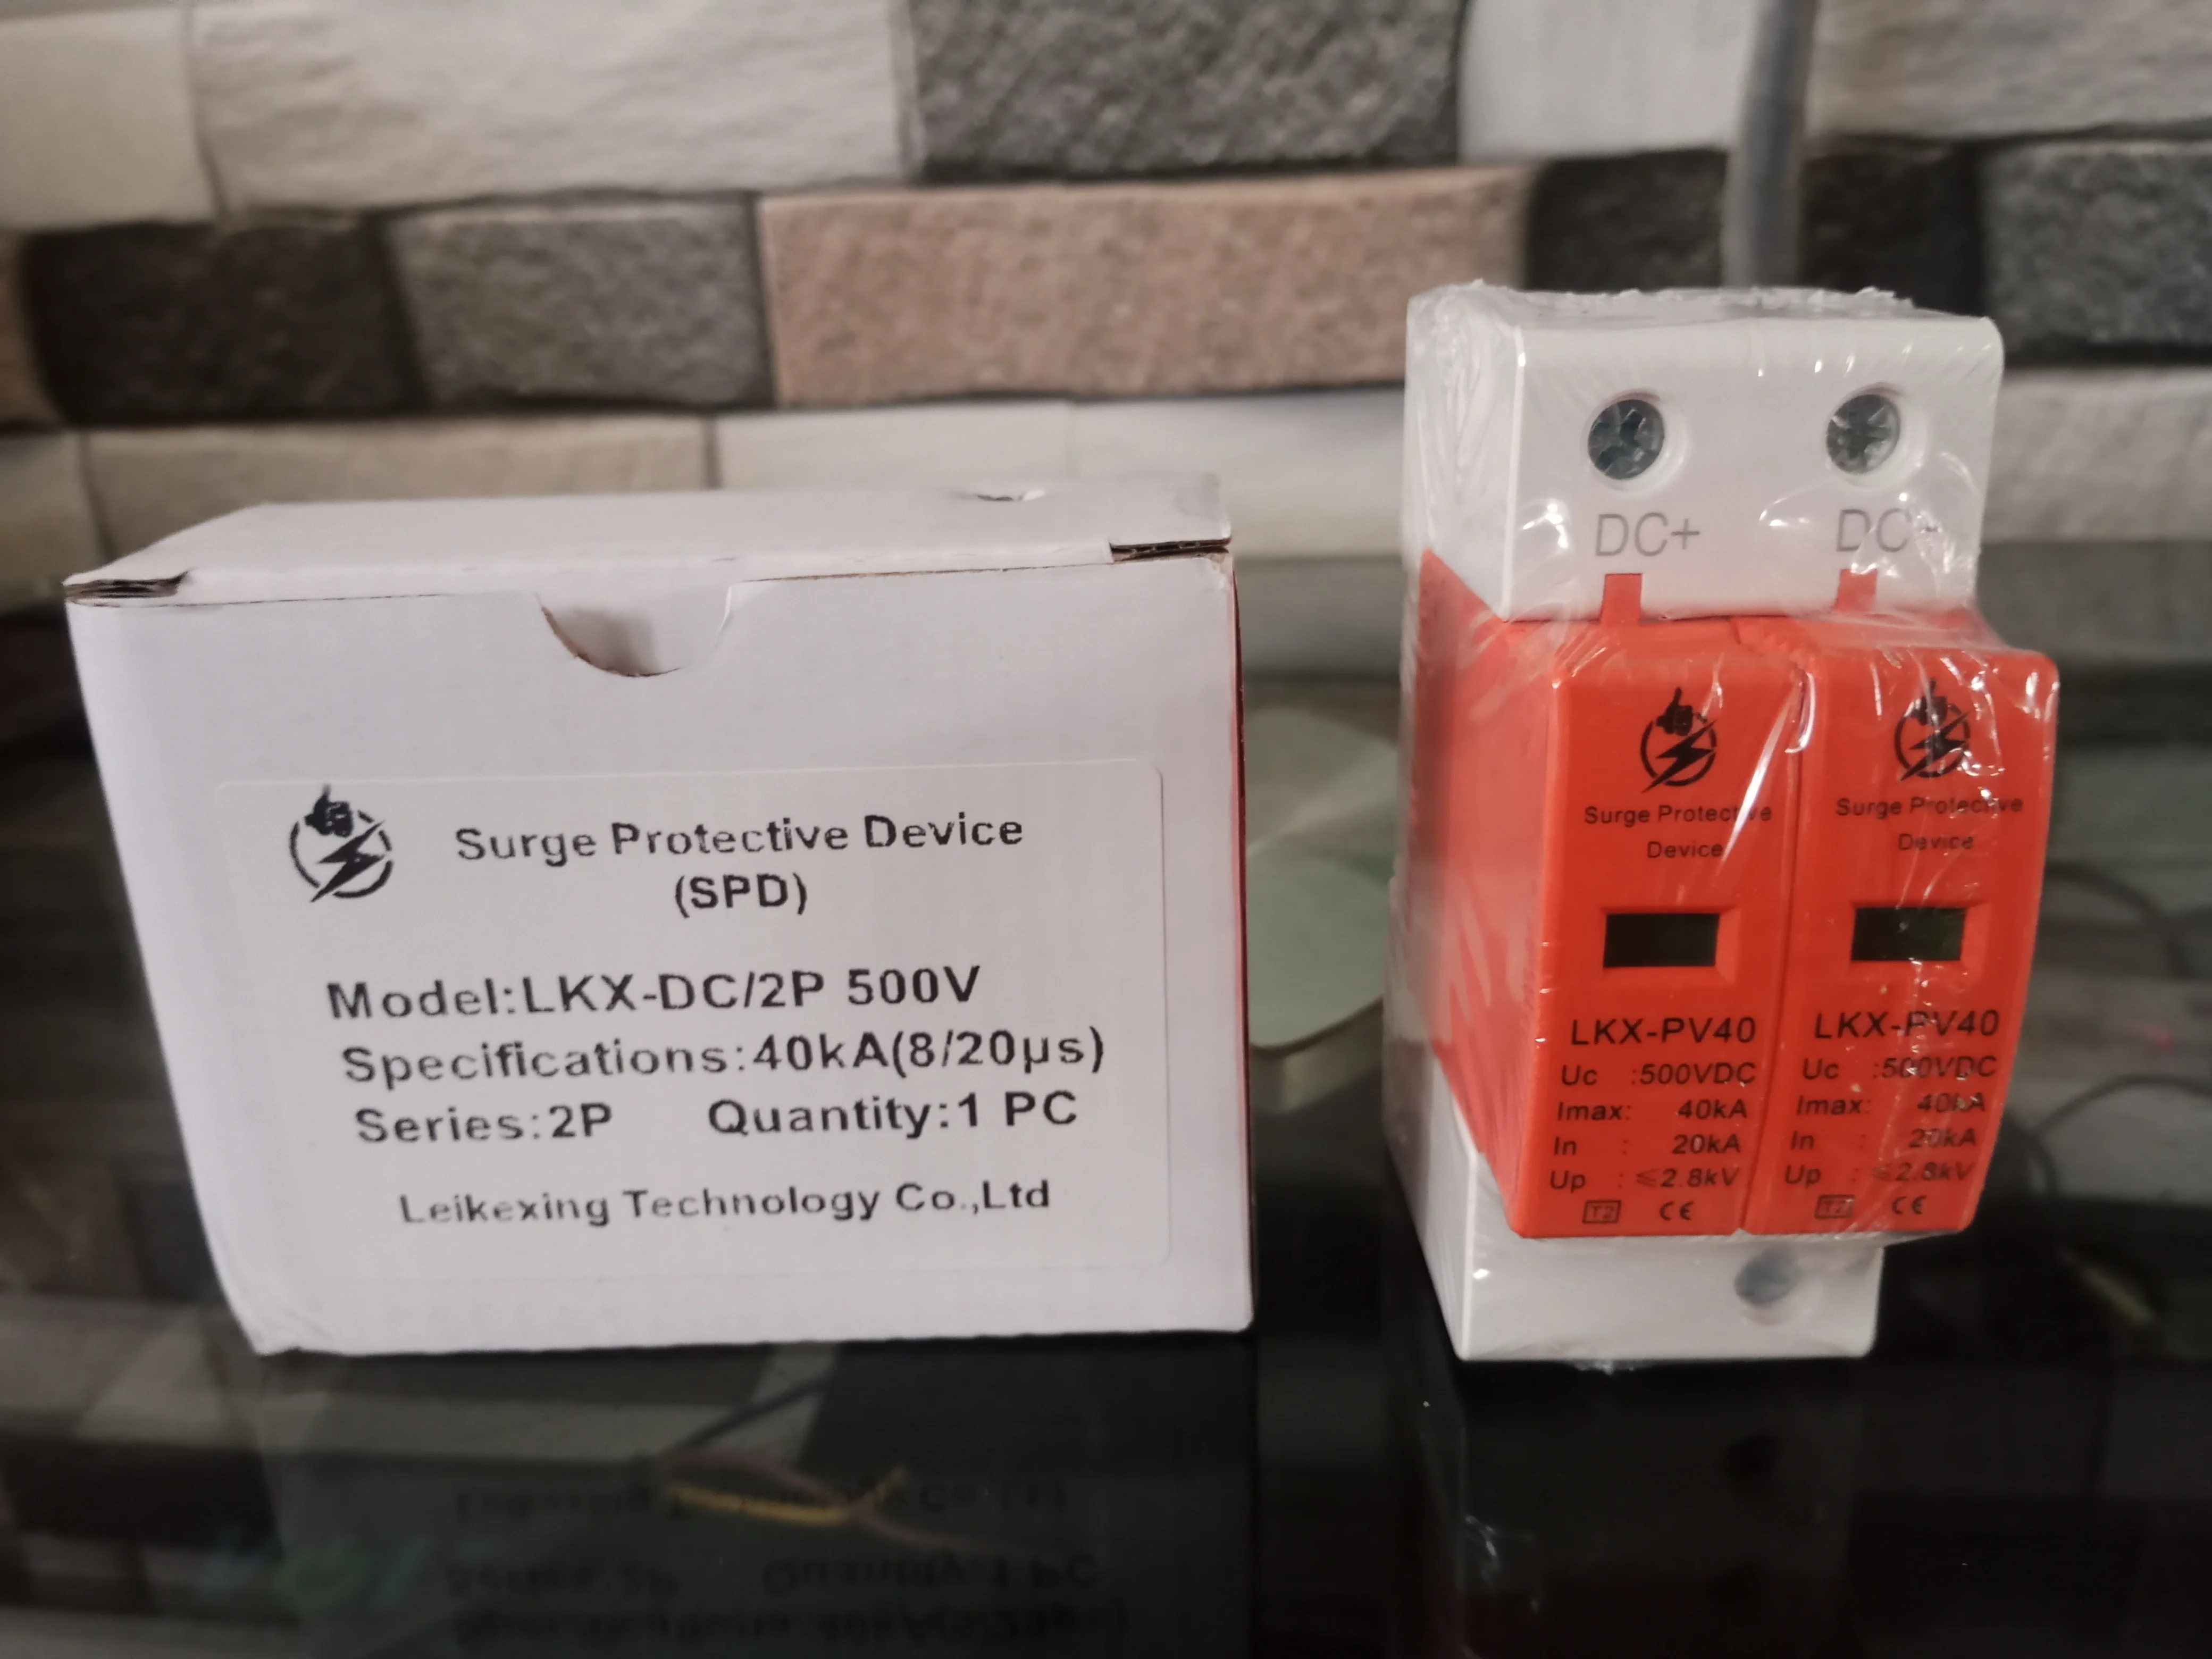 Surge Protective Device
(SPD)
Model:LKX-DC/2P 500V
Specifications:40kA(8/20µs)
Series:2P Quantity:1 PC
Leikexing Technology Co.,Ltd
DC+
DC-
Surge Protective
Device
LKX-PV40
Uc :500VDC
Imax: 40kA
In : 20kA
Up : ≤2.8kV
T2 CE
Surge Protective
Device
LKX-PV40
Uc :500VDC
Imax: 40kA
In : 20kA
Up : ≤2.8kV
T2 CE